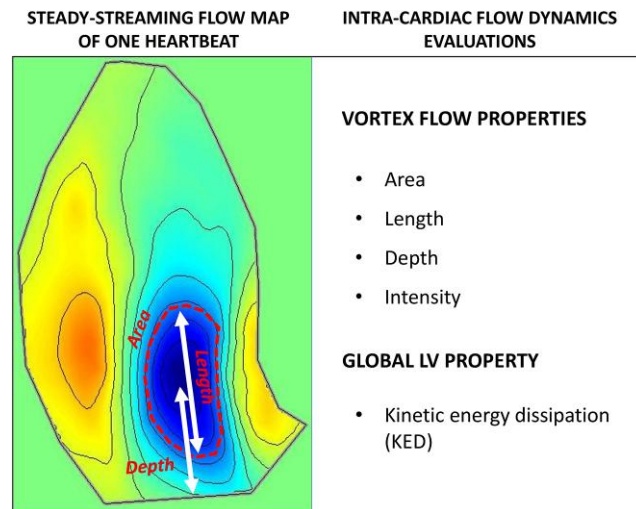 STEADY-STREAMING FLOW MAP
OF ONE HEARTBEAT
INTRA-CARDIAC FLOW DYNAMICS
EVALUATIONS
Area
Length
Depth
VORTEX FLOW PROPERTIES
• Area
• Length
• Depth
• Intensity
GLOBAL LV PROPERTY
• Kinetic energy dissipation
(KED)